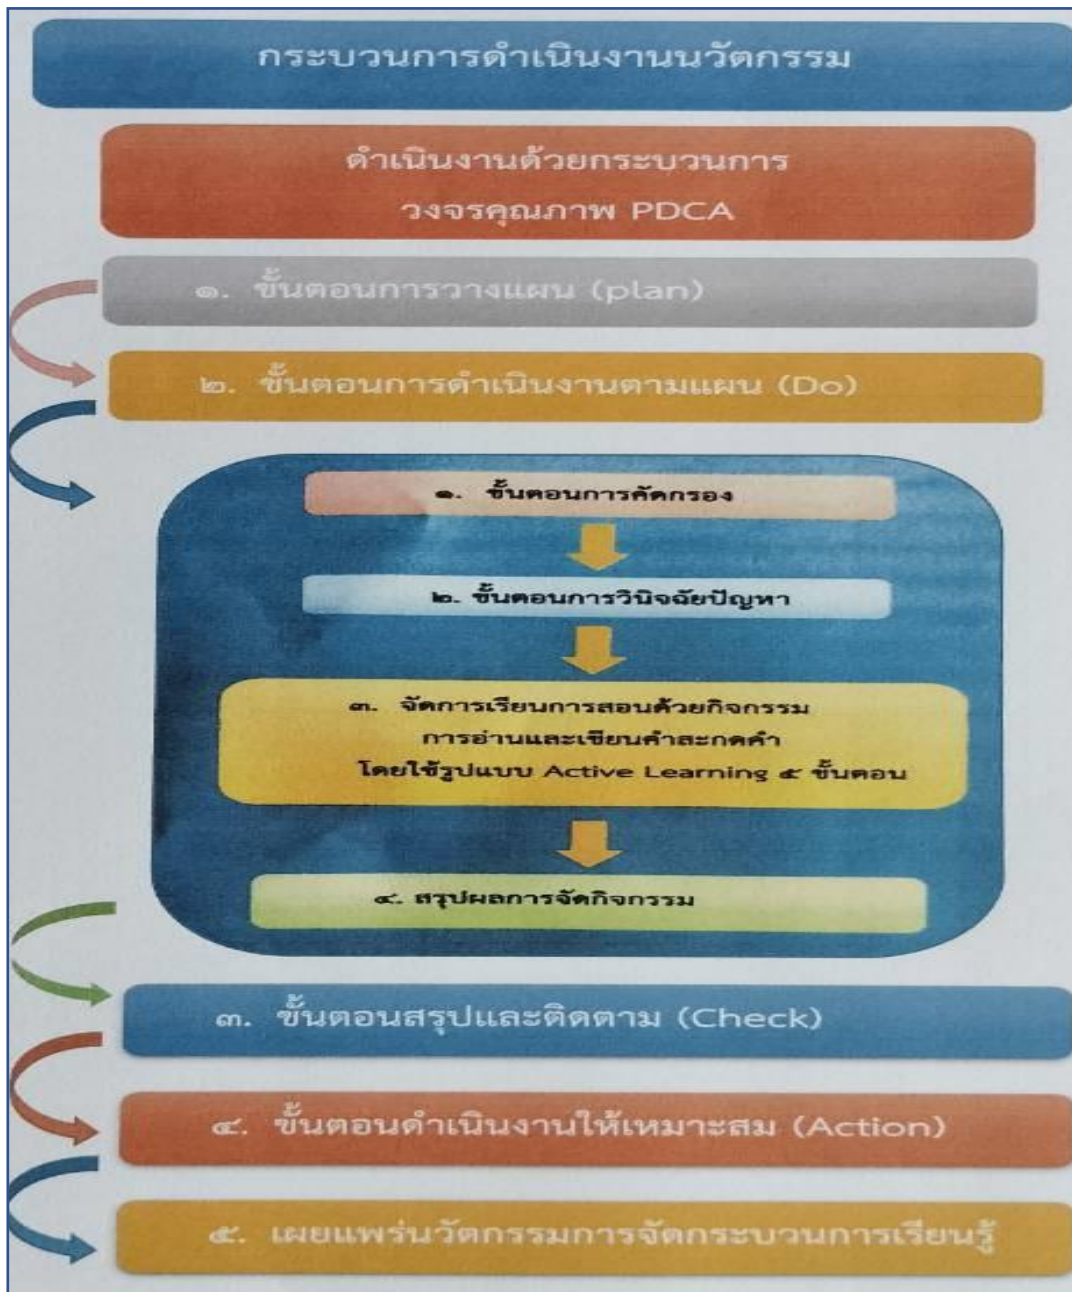 กระบวนการดำเนินงานนวัตกรรม
ดำเนินงานด้วยกระบวนการ
วงจรคุณภาพ PDCA
๑. ขั้นตอนการวางแผน (plan)
๒. ขั้นตอนการดำเนินงานตามแผน (Do)
๑. ขั้นตอนการคัดกรอง
๒. ขั้นตอนการวินิจฉัยปัญหา
๓. จัดการเรียนการสอนด้วยกิจกรรม
การอ่านและเขียนคำสะกดคำ
โดยใช้รูปแบบ Active Learning ๕ ขั้นตอน
๔. สรุปผลการจัดกิจกรรม
๓. ขั้นตอนสรุปและติดตาม (Check)
๔. ขั้นตอนดำเนินงานให้เหมาะสม (Action)
๕. เผยแพร่นวัตกรรมการจัดกระบวนการเรียนรู้